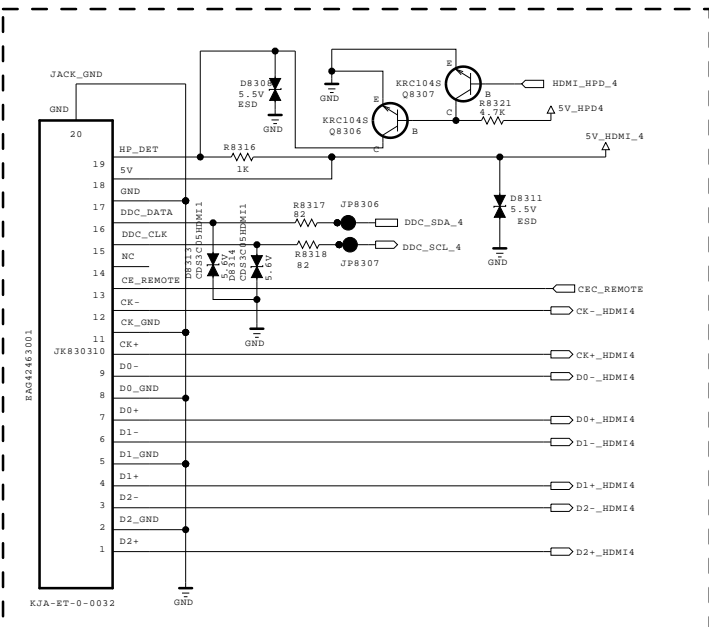 JACK_GND
GND
20
D8308
5.5V
ESD
GND
GND
E
KRC104S
Q8307
B
C
HDMI_HPD_4
R8321
4.7K
5V_HPD4
E
KRC104S
Q8306
B
C
5V_HDMI_4
19
HP_DET
R8316
1K
18
5V
17
GND
16
DDC_DATA
R8317
82
JP8306
DDC_SDA_4
15
DDC_CLK
R8318
82
JP8307
DDC_SCL_4
D8311
5.5V
ESD
GND
D8313
CDS3C05HDMI1
5.6V
D8314
CDS3C05HDMI1
5.6V
GND
14
NC
13
CE_REMOTE
CEC_REMOTE
12
CK-
CK-_HDMI4
11
CK_GND
JK8303
10
CK+
CK+_HDMI4
9
D0-
D0-_HDMI4
8
D0_GND
7
D0+
D0+_HDMI4
6
D1-
D1-_HDMI4
5
D1_GND
4
D1+
D1+_HDMI4
3
D2-
D2-_HDMI4
2
D2_GND
1
D2+
D2+_HDMI4
EAG42463001
KJA-ET-0-0032
GND